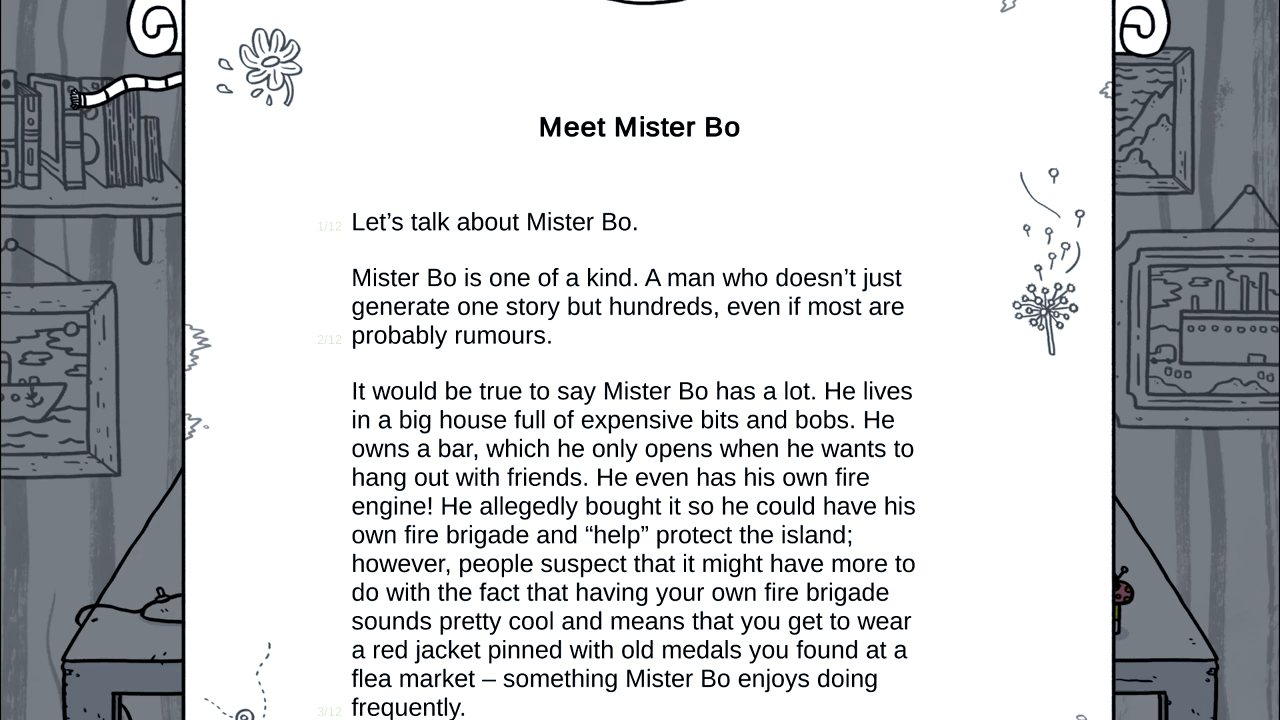 Meet Mister Bo
1/12 Let’s talk about Mister Bo.
Mister Bo is one of a kind. A man who doesn’t just
generate one story but hundreds, even if most are
2/12 probably rumours.
It would be true to say Mister Bo has a lot. He lives
in a big house full of expensive bits and bobs. He
owns a bar, which he only opens when he wants to
hang out with friends. He even has his own fire
engine! He allegedly bought it so he could have his
own fire brigade and “help” protect the island;
however, people suspect that it might have more to
do with the fact that having your own fire brigade
sounds pretty cool and means that you get to wear
a red jacket pinned with old medals you found at a
flea market – something Mister Bo enjoys doing
3/12 frequently.